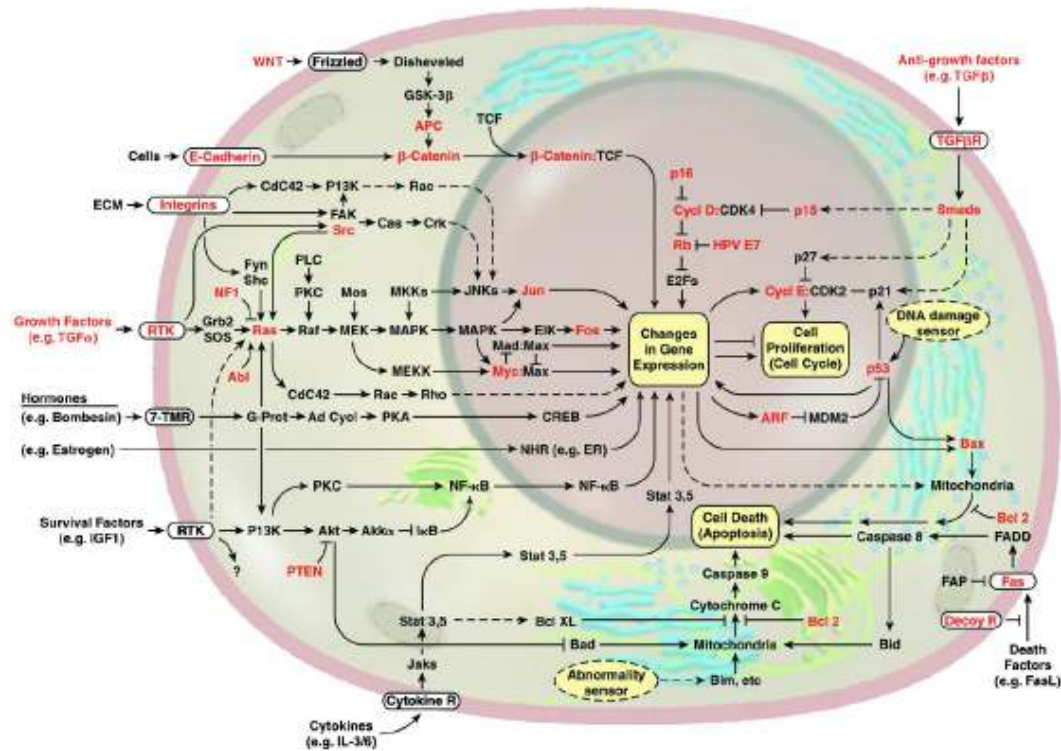 WNT
Frizzled
Disheveled
GSK-3β
APC
TCF
Cells
E-Cadherin
β-Catenin
β-Catenin:TCF
Anti-growth factors
(e.g. TGFβ)
TGFβR
CdC42
P13K
Rac
ECM
Integrins
FAK
Src
Cas
Crk
p16
Cycl D:CDK4
p15
Smads
Rb
HPV E7
E2Fs
p27
Cycl E:CDK2
p21
Fyn
Shc
PLC
NF1
PKC
Mos
MKKs
JNKs
Jun
Growth Factors
(e.g. TGFα)
RTK
Grb2
SOS
Ras
Raf
MEK
MAPK
MAPK
ElK
Fos
Mad:Max
MEKK
Myc:Max
Abl
CdC42
Rac
Rho
Changes
in Gene
Expression
Cell
Proliferation
(Cell Cycle)
DNA damage
sensor
p53
Hormones
(e.g. Bombesin)
7-TMR
G-Prot
Ad Cycl
PKA
CREB
ARF
MDM2
(e.g. Estrogen)
NHR (e.g. ER)
Bax
PKC
NF-κB
NF-κB
Stat 3,5
Mitochondria
Survival Factors
(e.g. IGF1)
RTK
P13K
Akt
Akkα
IκB
?
PTEN
Cell Death
(Apoptosis)
Bcl 2
Caspase 8
FADD
Stat 3,5
Caspase 9
FAP
Fas
Cytochrome C
Stat 3,5
Bcl XL
Bcl 2
Decoy R
Bad
Mitochondria
Bid
Death
Factors
(e.g. FasL)
Jaks
Abnormality
sensor
Bim, etc
Cytokine R
Cytokines
(e.g. IL-3/6)